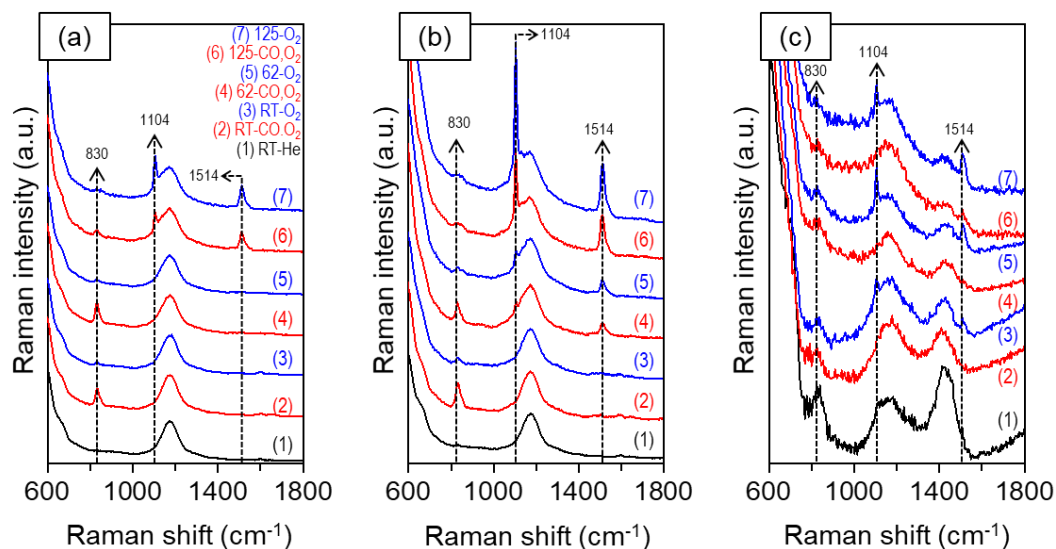 (a)
(7) 125-O₂
(6) 125-CO,O₂
(5) 62-O₂
(4) 62-CO,O₂
(3) RT-O₂
(2) RT-CO.O₂
(1) RT-He
1104
830
1514
(7)
(6)
(5)
(4)
(3)
(2)
(1)
Raman intensity (a.u.)
600 1000 1400 1800
Raman shift (cm⁻¹)
(b)
1104
830
1514
(7)
(6)
(5)
(4)
(3)
(2)
(1)
Raman intensity (a.u.)
600 1000 1400 1800
Raman shift (cm⁻¹)
(c)
1104
830
1514
(7)
(6)
(5)
(4)
(3)
(2)
(1)
Raman intensity (a.u.)
600 1000 1400 1800
Raman shift (cm⁻¹)